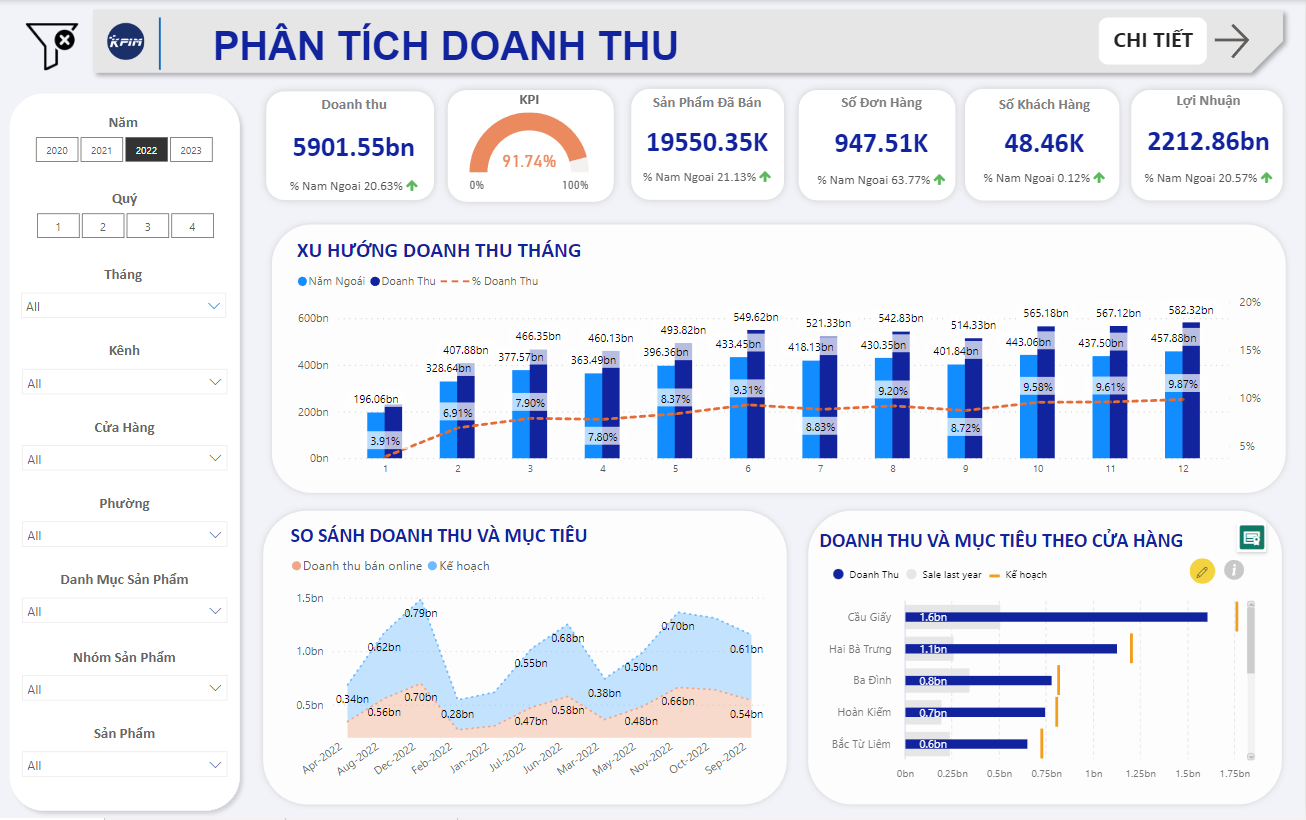 KPIM
PHÂN TÍCH DOANH THU
CHI TIẾT
Năm
2020 2021 2022 2023
Quý
1 2 3 4
Tháng
All
Kênh
All
Cửa Hàng
All
Phường
All
Danh Mục Sản Phẩm
All
Nhóm Sản Phẩm
All
Sản Phẩm
All
Doanh thu
5901.55bn
% Nam Ngoai 20.63%
KPI
91.74%
0% 100%
Sản Phẩm Đã Bán
19550.35K
% Nam Ngoai 21.13%
Số Đơn Hàng
947.51K
% Nam Ngoai 63.77%
Số Khách Hàng
48.46K
% Nam Ngoai 0.12%
Lợi Nhuận
2212.86bn
% Nam Ngoai 20.57%
XU HƯỚNG DOANH THU THÁNG
Năm Ngoái Doanh Thu % Doanh Thu
600bn
400bn
200bn
0bn
20%
15%
10%
5%
196.06bn
328.64bn
377.57bn
363.49bn
396.36bn
433.45bn
418.13bn
430.35bn
401.84bn
443.06bn
437.50bn
457.88bn
407.88bn
466.35bn
460.13bn
493.82bn
549.62bn
521.33bn
542.83bn
514.33bn
565.18bn
567.12bn
582.32bn
3.91%
6.91%
7.90%
7.80%
8.37%
9.31%
8.83%
9.20%
8.72%
9.58%
9.61%
9.87%
1 2 3 4 5 6 7 8 9 10 11 12
SO SÁNH DOANH THU VÀ MỤC TIÊU
Doanh thu bán online Kế hoạch
1.5bn
1.0bn
0.5bn
0.34bn
0.62bn
0.79bn
0.28bn
0.55bn
0.68bn
0.38bn
0.50bn
0.70bn
0.61bn
0.56bn
0.70bn
0.47bn
0.58bn
0.48bn
0.66bn
0.54bn
Apr-2022
Aug-2022
Dec-2022
Feb-2022
Jan-2022
Jul-2022
Jun-2022
Mar-2022
May-2022
Nov-2022
Oct-2022
Sep-2022
DOANH THU VÀ MỤC TIÊU THEO CỬA HÀNG
Doanh Thu Sale last year Kế hoạch
i
Cầu Giấy 1.6bn
Hai Bà Trưng 1.1bn
Ba Đình 0.8bn
Hoàn Kiếm 0.7bn
Bắc Từ Liêm 0.6bn
0bn 0.25bn 0.5bn 0.75bn 1bn 1.25bn 1.5bn 1.75bn